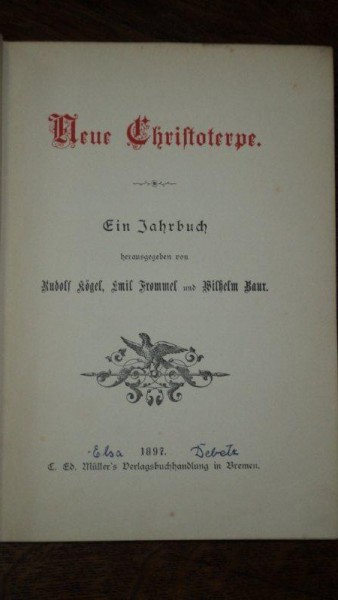 Neue Christoterpe.
Ein Jahrbuch
herausgegeben von
Rudolf Kögel, Emil Frommel und Wilhelm Baur.
Elsa 1897. Debatz
C. Ed. Müller's Verlagsbuchhandlung in Bremen.